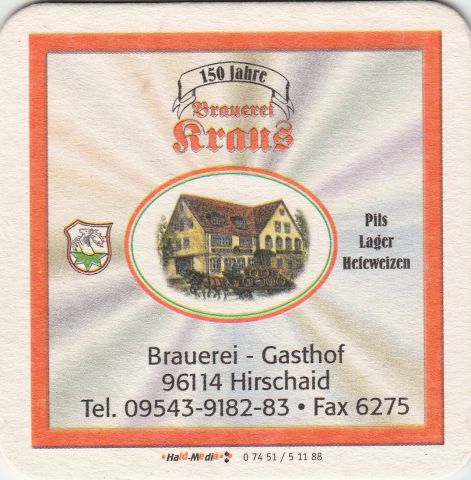 150 Jahre
Brauerei
Kraus
Pils
Lager
Hefeweizen
Brauerei - Gasthof
96114 Hirschaid
Tel. 09543-9182-83 • Fax 6275
Hald-Media 0 74 51 / 5 11 88